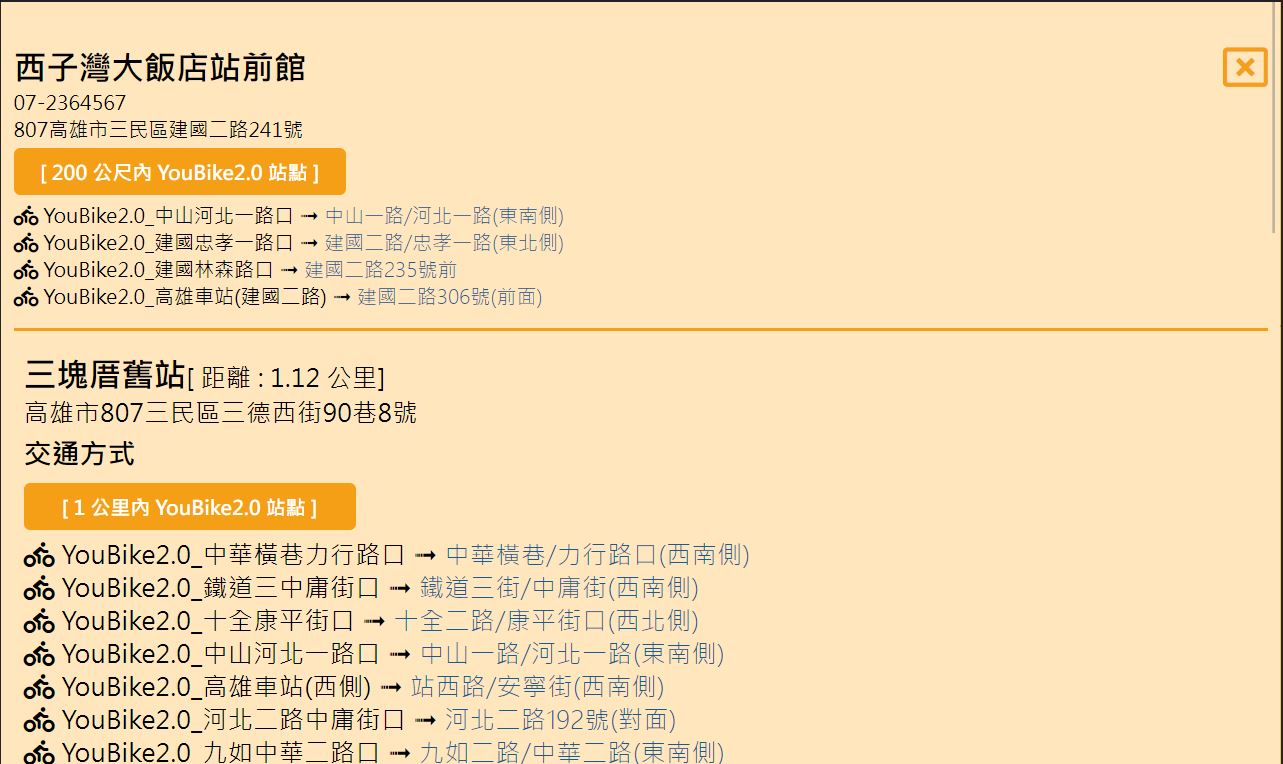 西子灣大飯店站前館
07-2364567
807高雄市三民區建國二路241號
[ 200 公尺內 YouBike2.0 站點 ]
YouBike2.0_中山河北一路口 ➞ 中山一路/河北一路(東南側)
YouBike2.0_建國忠孝一路口 ➞ 建國二路/忠孝一路(東北側)
YouBike2.0_建國林森路口 ➞ 建國二路235號前
YouBike2.0_高雄車站(建國二路) ➞ 建國二路306號(前面)
三塊厝舊站[ 距離 : 1.12 公里]
高雄市807三民區三德西街90巷8號
交通方式
[ 1 公里內 YouBike2.0 站點 ]
YouBike2.0_中華橫巷力行路口 ➞ 中華橫巷/力行路口(西南側)
YouBike2.0_鐵道三中庸街口 ➞ 鐵道三街/中庸街(西南側)
YouBike2.0_十全康平街口 ➞ 十全二路/康平街口(西北側)
YouBike2.0_中山河北一路口 ➞ 中山一路/河北一路(東南側)
YouBike2.0_高雄車站(西側) ➞ 站西路/安寧街(西南側)
YouBike2.0_河北二路中庸街口 ➞ 河北二路192號(對面)
YouBike2.0_九如中華二路口 ➞ 九如二路/中華二路(東南側)